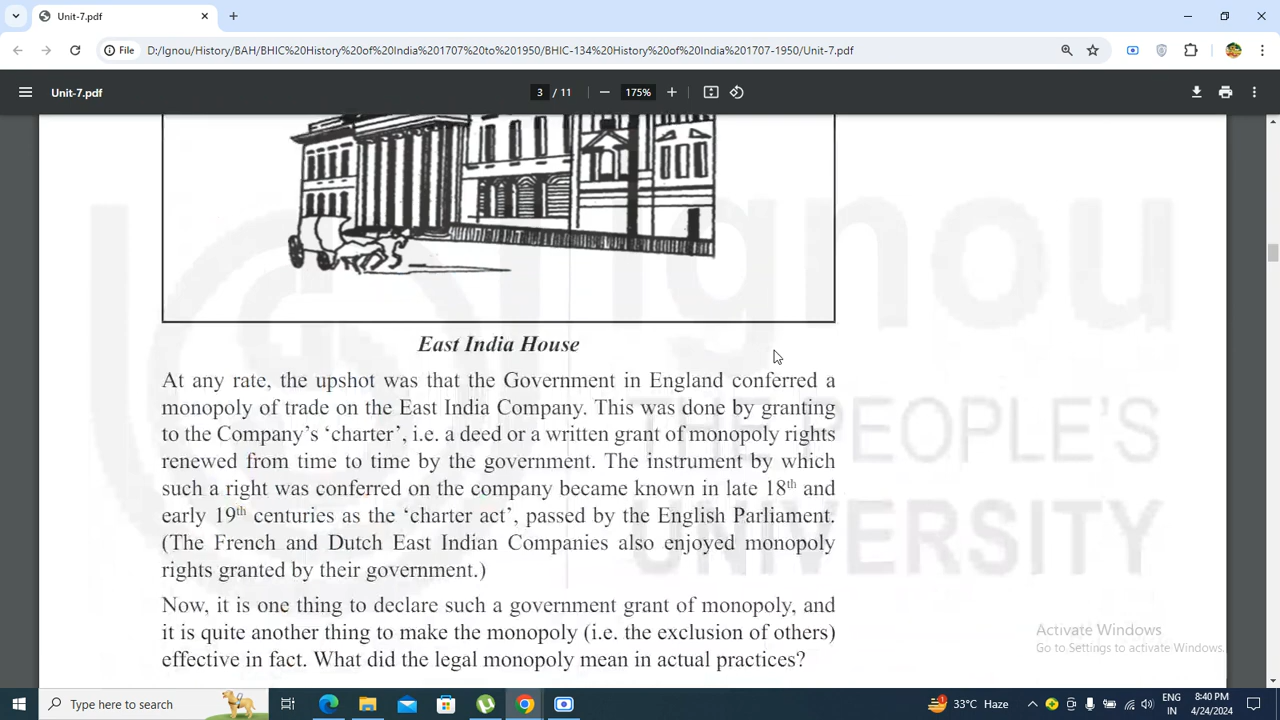 Unit-7.pdf
File
D:/Ignou/History/BAH/BHIC%20History%20of%20India%201707%20to%201950/BHIC-134%20History%20of%20India%201707-1950/Unit-7.pdf
Unit-7.pdf
3 / 11
175%
East India House
At any rate, the upshot was that the Government in England conferred a
monopoly of trade on the East India Company. This was done by granting
to the Company's ‘charter’, i.e. a deed or a written grant of monopoly rights
renewed from time to time by the government. The instrument by which
such a right was conferred on the company became known in late 18th and
early 19th centuries as the ‘charter act’, passed by the English Parliament.
(The French and Dutch East Indian Companies also enjoyed monopoly
rights granted by their government.)
Now, it is one thing to declare such a government grant of monopoly, and
it is quite another thing to make the monopoly (i.e. the exclusion of others)
effective in fact. What did the legal monopoly mean in actual practices?
ignou
THE PEOPLE'S
UNIVERSITY
Activate Windows
Go to Settings to activate Windows.
Type here to search
33°C Haze
ENG
IN
8:40 PM
4/24/2024